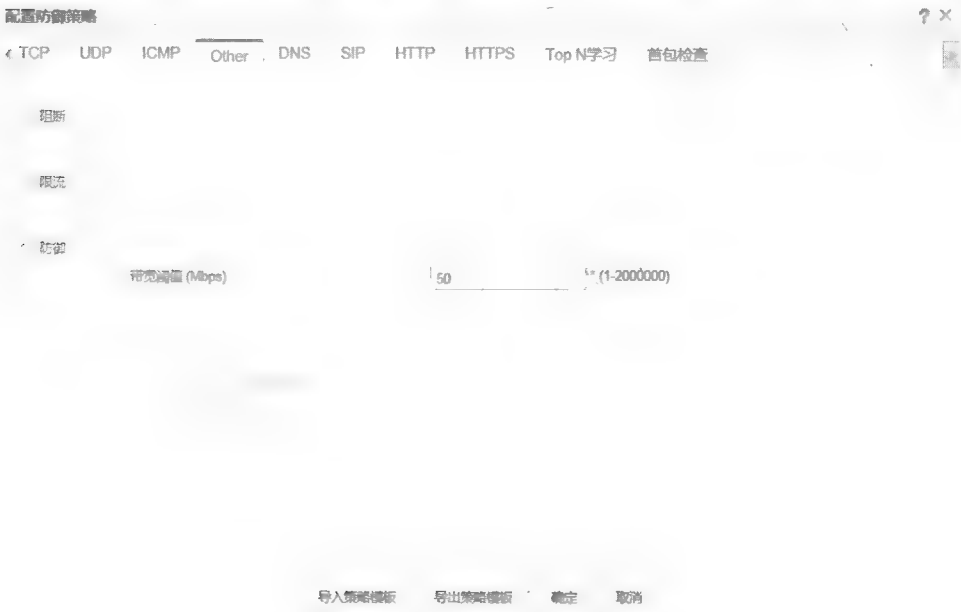 配置防御策略 ? ×
TCP UDP ICMP Other DNS SIP HTTP HTTPS Top N学习 首包检查
阻断
限流
防御
带宽阈值 (Mbps) 50 * (1-2000000)
导入策略模板 导出策略模板 确定 取消